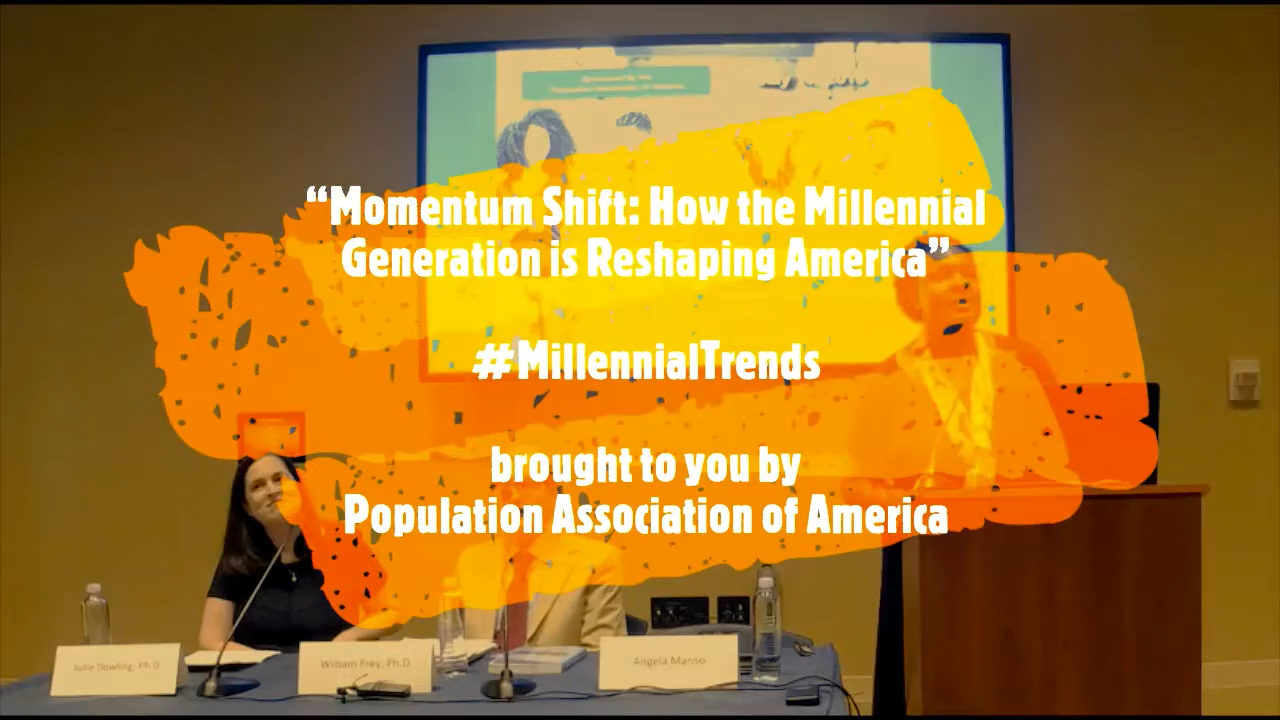 “Momentum Shift: How the Millennial
Generation is Reshaping America”
#MillennialTrends
brought to you by
Population Association of America
Julie Dowling, Ph.D
William Frey, Ph.D
Angela Manso